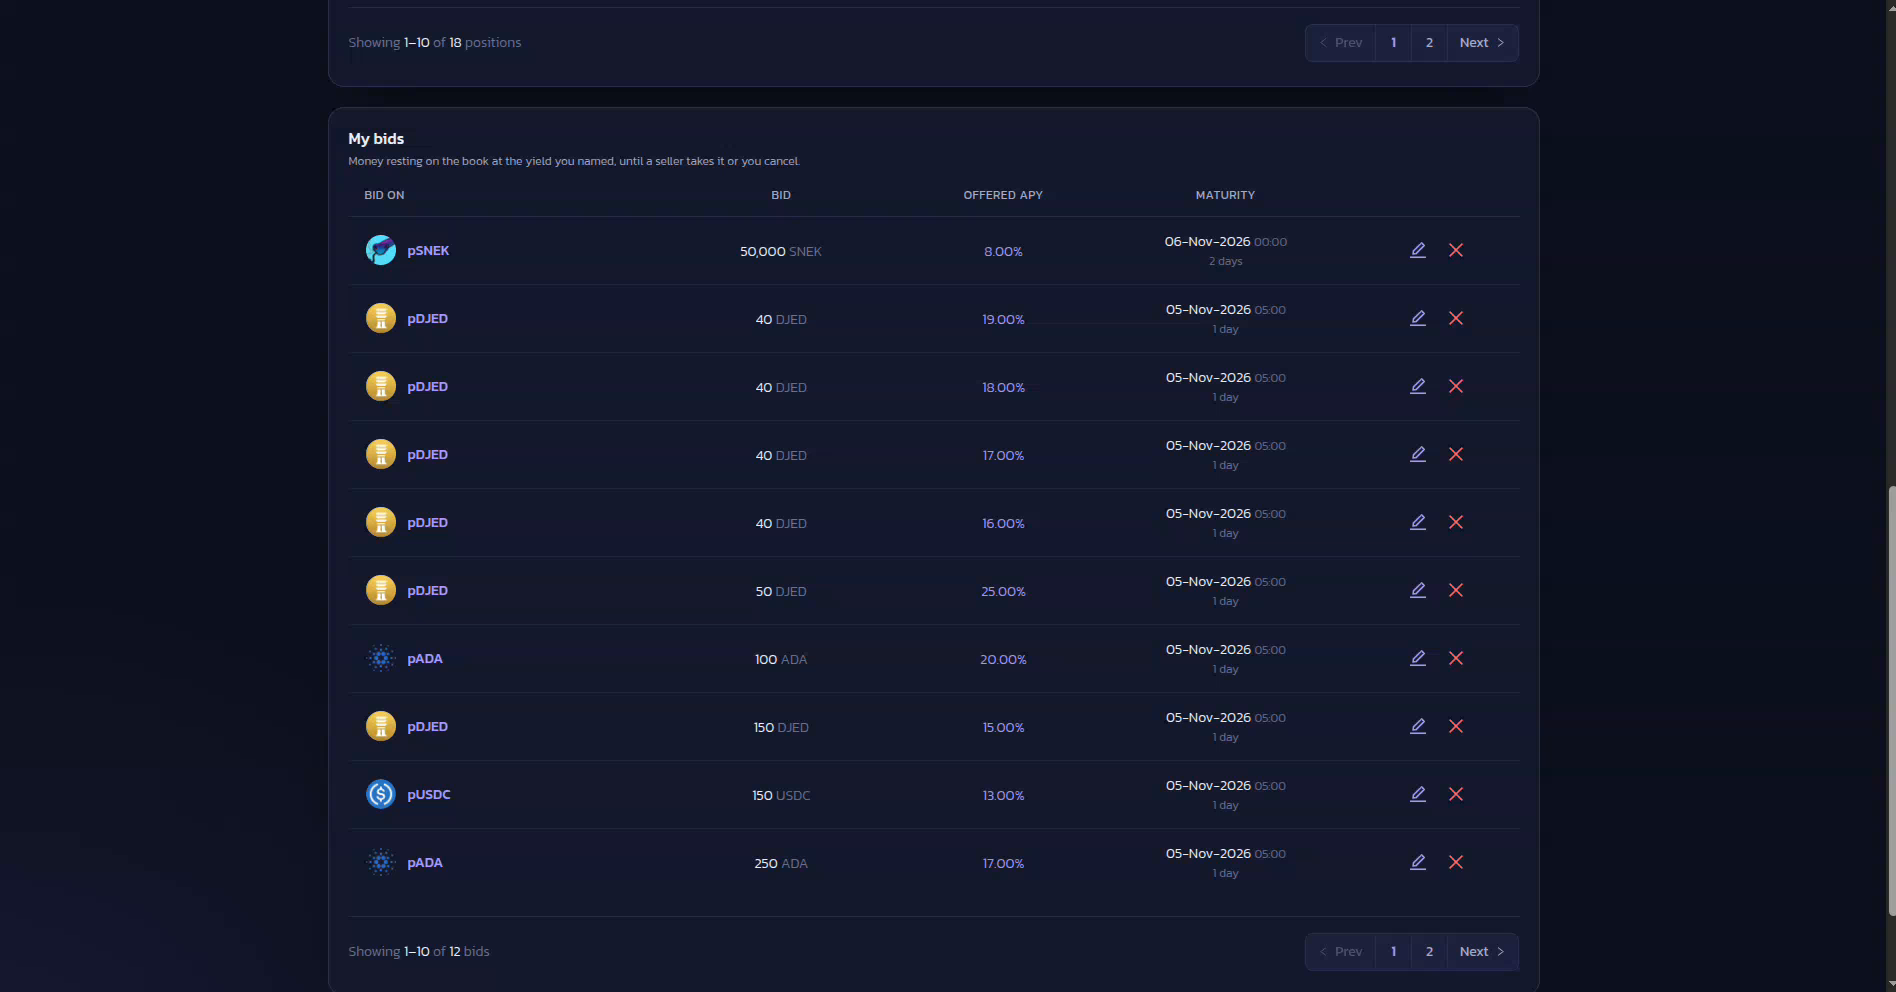 Showing 1–10 of 18 positions
Prev 1 2 Next
My bids
Money resting on the book at the yield you named, until a seller takes it or you cancel.
BID ON BID OFFERED APY MATURITY
pSNEK 50,000 SNEK 8.00% 06-Nov-2026 00:00
2 days
pDJED 40 DJED 19.00% 05-Nov-2026 05:00
1 day
pDJED 40 DJED 18.00% 05-Nov-2026 05:00
1 day
pDJED 40 DJED 17.00% 05-Nov-2026 05:00
1 day
pDJED 40 DJED 16.00% 05-Nov-2026 05:00
1 day
pDJED 50 DJED 25.00% 05-Nov-2026 05:00
1 day
pADA 100 ADA 20.00% 05-Nov-2026 05:00
1 day
pDJED 150 DJED 15.00% 05-Nov-2026 05:00
1 day
pUSDC 150 USDC 13.00% 05-Nov-2026 05:00
1 day
pADA 250 ADA 17.00% 05-Nov-2026 05:00
1 day
Showing 1–10 of 12 bids
Prev 1 2 Next